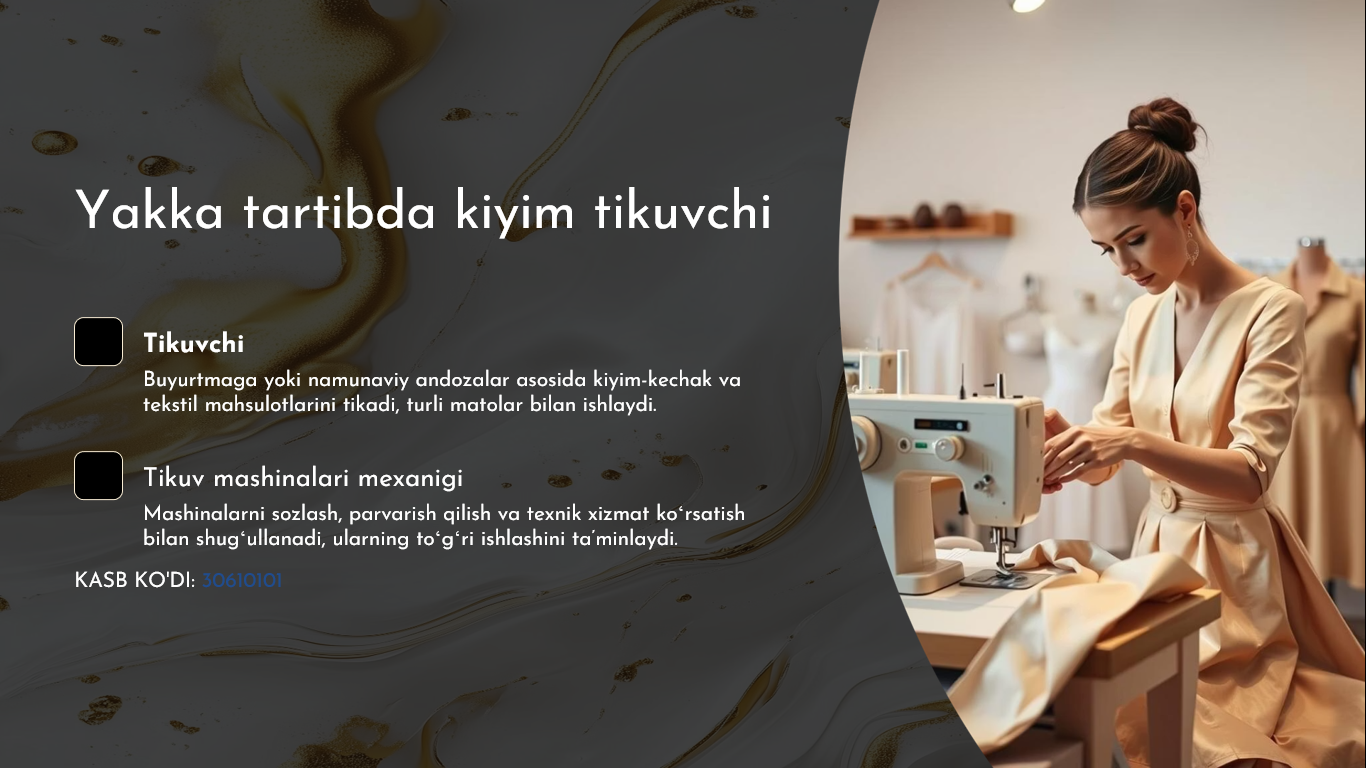 Yakka tartibda kiyim tikuvchi
Tikuvchi
Buyurtmaga yoki namunaviy andozalar asosida kiyim-kechak va
tekstil mahsulotlarini tikadi, turli matolar bilan ishlaydi.
Tikuv mashinalari mexanigi
Mashinalarni sozlash, parvarish qilish va texnik xizmat koʻrsatish
bilan shugʻullanadi, ularning toʻgʻri ishlashini taʼminlaydi.
KASB KO'DI: 30610101